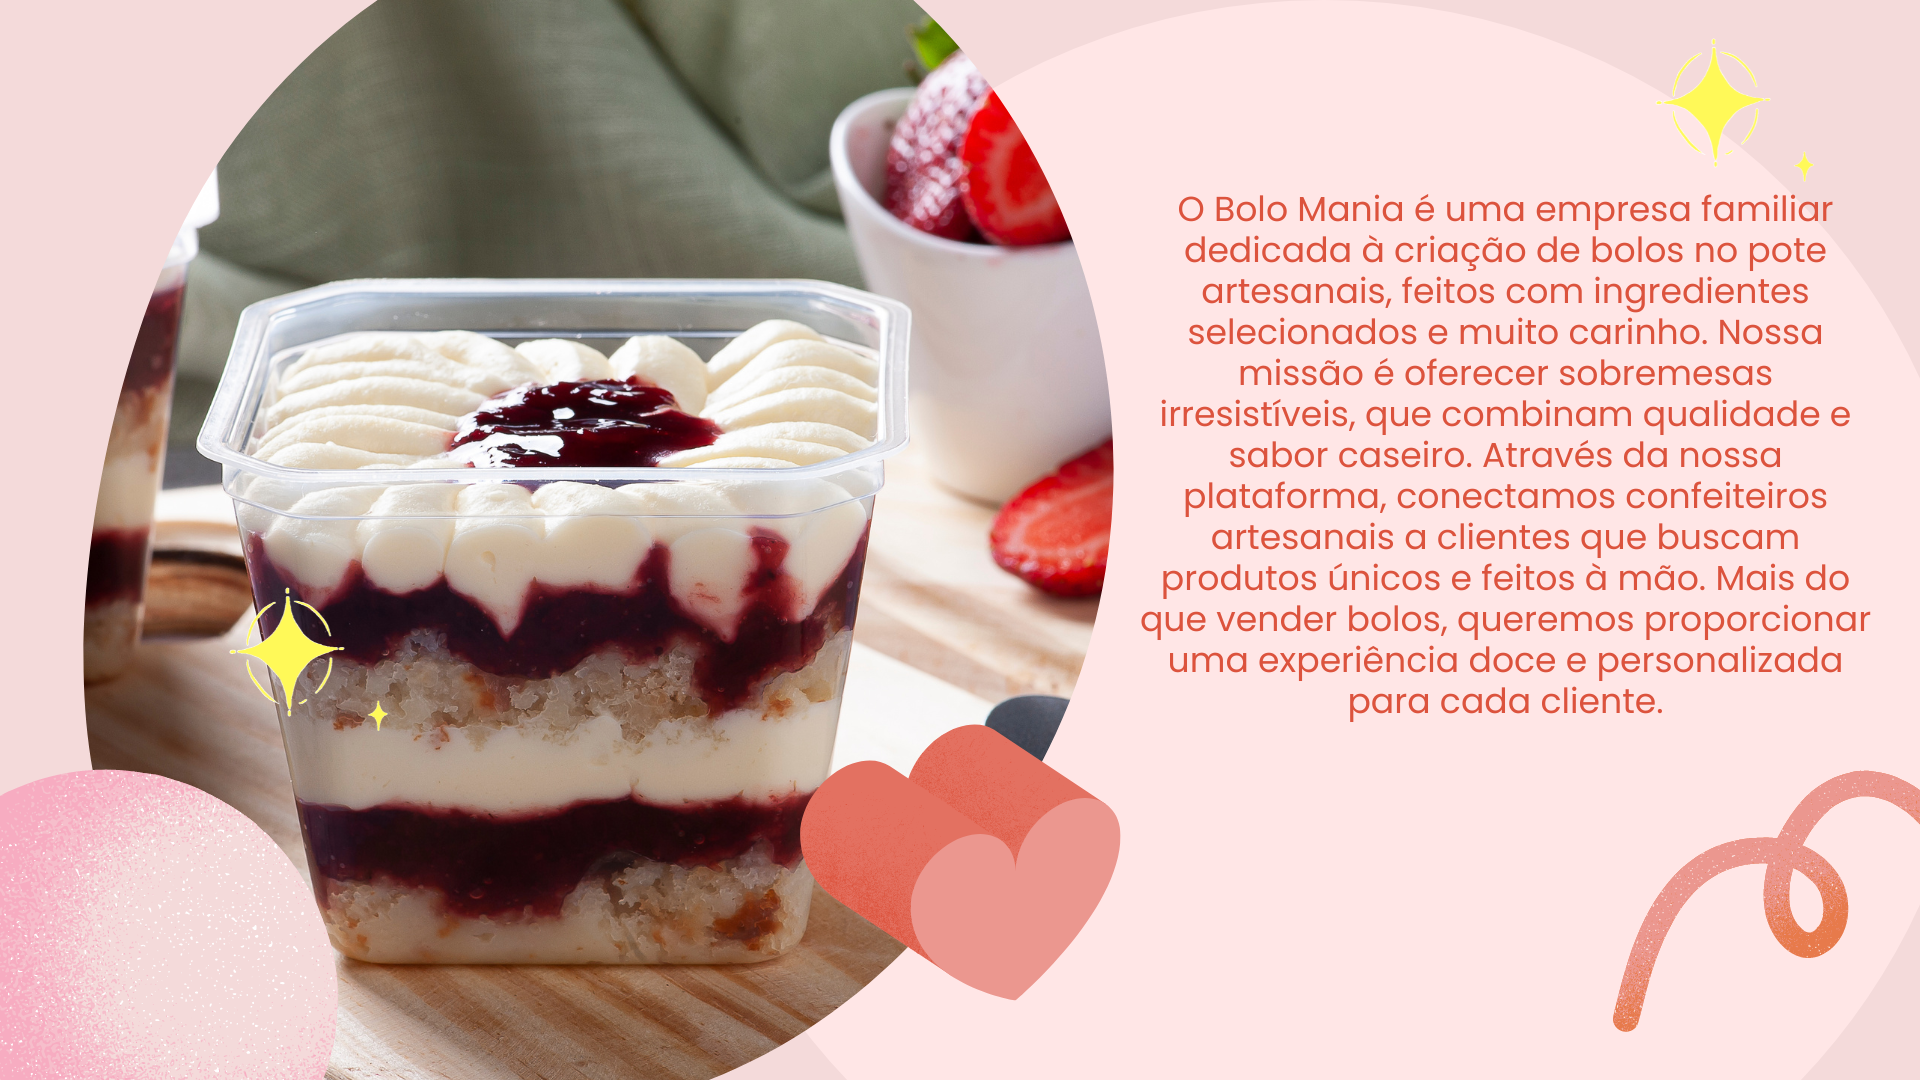 O Bolo Mania é uma empresa familiar
dedicada à criação de bolos no pote
artesanais, feitos com ingredientes
selecionados e muito carinho. Nossa
missão é oferecer sobremesas
irresistíveis, que combinam qualidade e
sabor caseiro. Através da nossa
plataforma, conectamos confeiteiros
artesanais a clientes que buscam
produtos únicos e feitos à mão. Mais do
que vender bolos, queremos proporcionar
uma experiência doce e personalizada
para cada cliente.